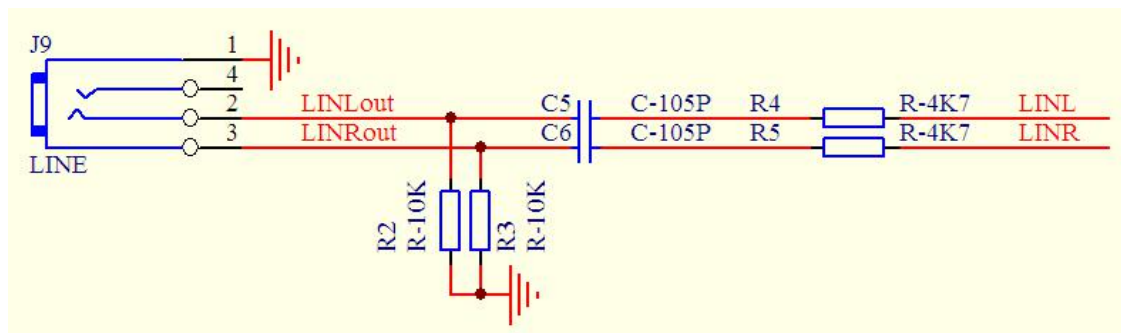 J9
1
4
2 LINLout C5 C-105P R4 R-4K7 LINL
3 LINRout C6 C-105P R5 R-4K7 LINR
LINE
R2 R-10K R3 R-10K